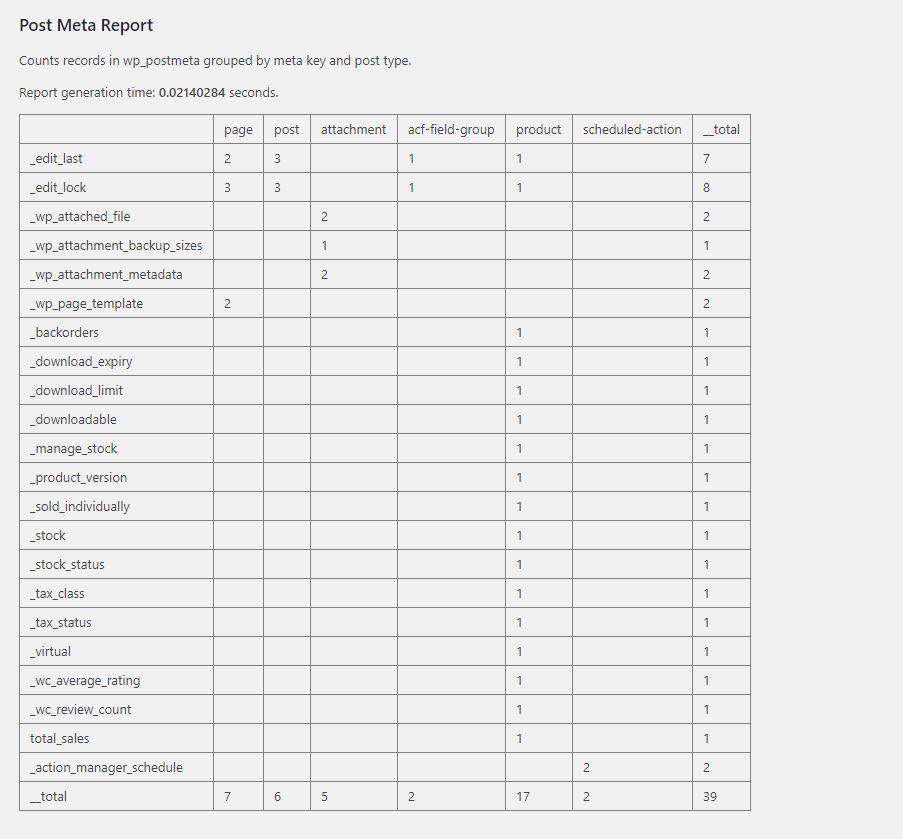 Post Meta Report
Counts records in wp_postmeta grouped by meta key and post type.
Report generation time: 0.02140284 seconds.
page post attachment acf-field-group product scheduled-action __total
_edit_last 2 3 1 1 7
_edit_lock 3 3 1 1 8
_wp_attached_file 2 2
_wp_attachment_backup_sizes 1 1
_wp_attachment_metadata 2 2
_wp_page_template 2 2
_backorders 1 1
_download_expiry 1 1
_download_limit 1 1
_downloadable 1 1
_manage_stock 1 1
_product_version 1 1
_sold_individually 1 1
_stock 1 1
_stock_status 1 1
_tax_class 1 1
_tax_status 1 1
_virtual 1 1
_wc_average_rating 1 1
_wc_review_count 1 1
total_sales 1 1
_action_manager_schedule 2 2
__total 7 6 5 2 17 2 39